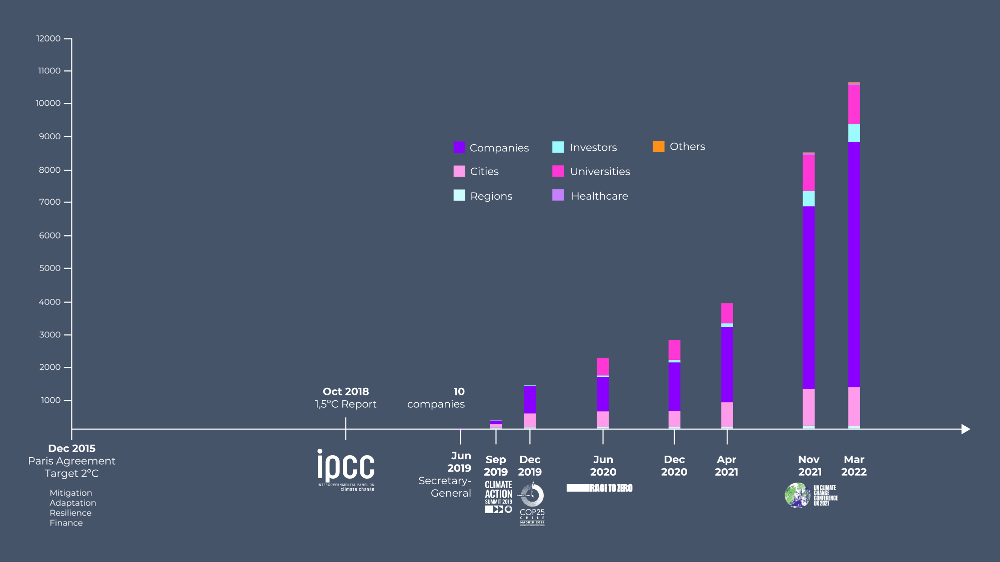 12000
11000
10000
9000
8000
7000
6000
5000
4000
3000
2000
1000
Companies
Cities
Regions
Investors
Universities
Healthcare
Others
Oct 2018
1,5ºC Report
10
companies
Dec 2015
Paris Agreement
Target 2ºC
Mitigation
Adaptation
Resilience
Finance
ipcc
INTERGOVERNMENTAL PANEL ON
climate change
Jun
2019
Secretary-
General
Sep
2019
CLIMATE
ACTION
SUMMIT 2019
Dec
2019
COP25
CHILE
MADRID 2019
Jun
2020
RACE TO ZERO
Dec
2020
Apr
2021
Nov
2021
UN CLIMATE
CHANGE
CONFERENCE
UK 2021
Mar
2022